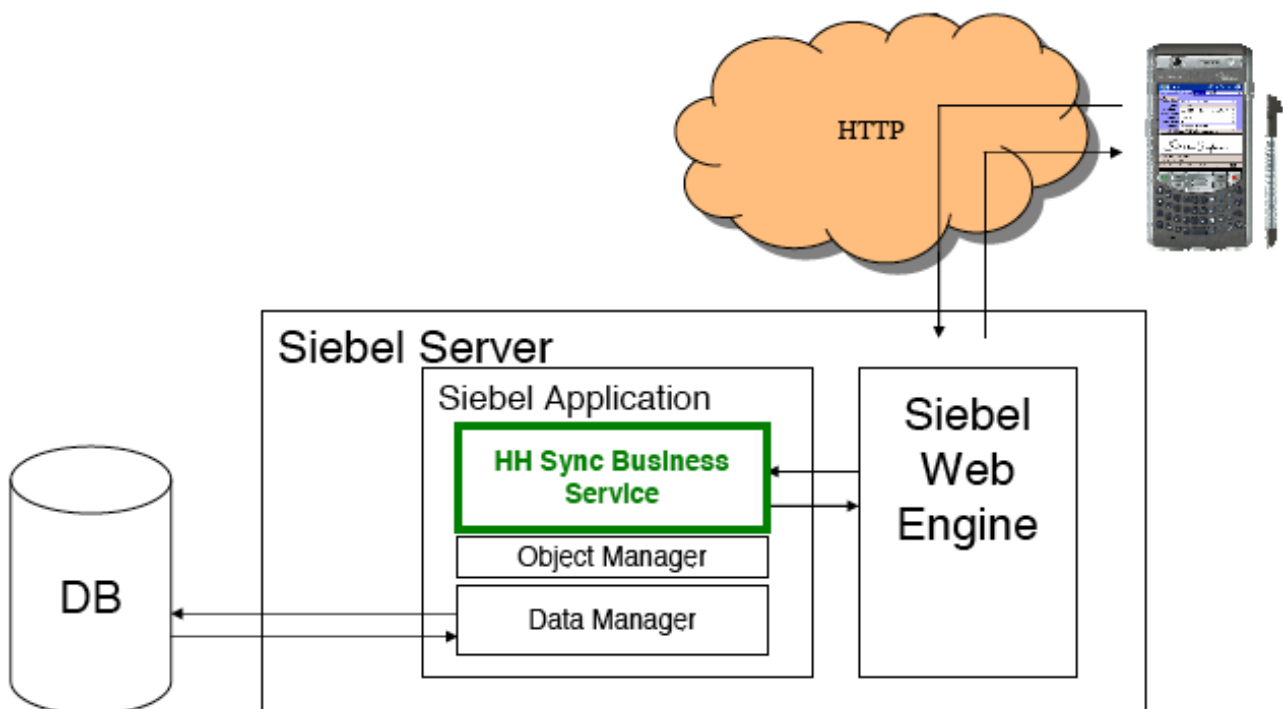 HTTP
Siebel Server
Siebel Application
HH Sync Business
Service
Object Manager
Data Manager
Siebel
Web
Engine
DB